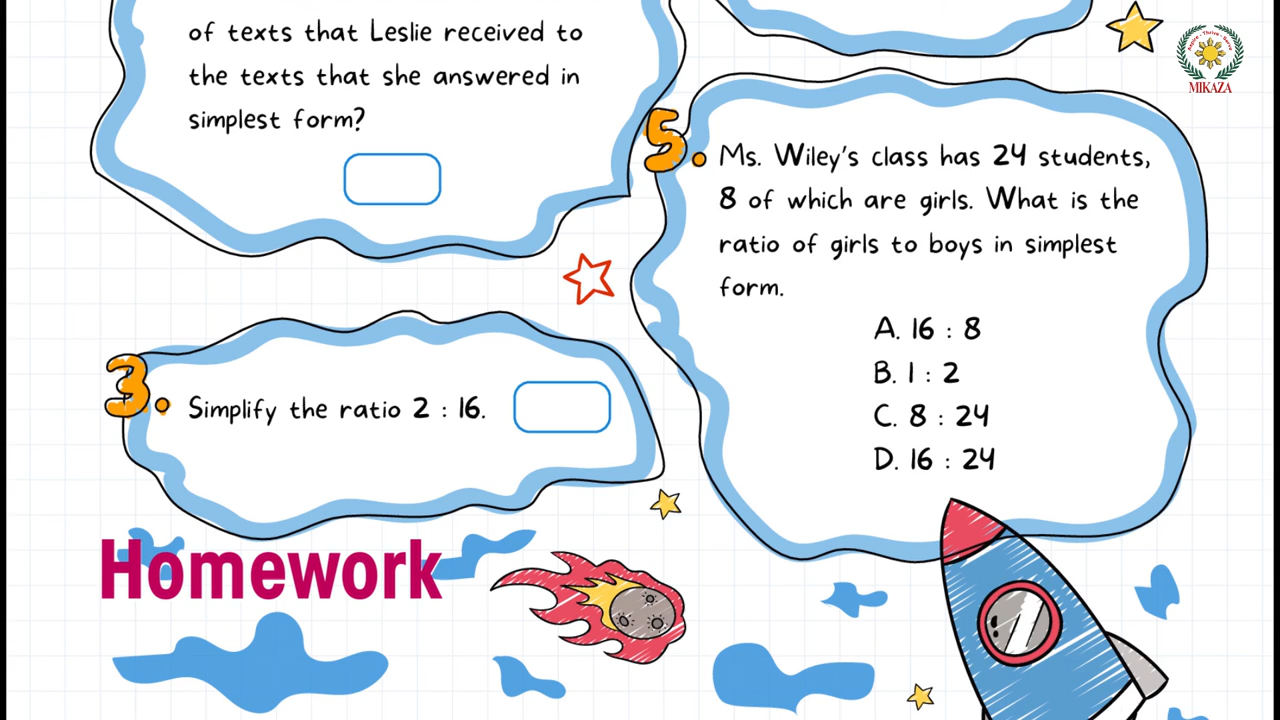 of texts that Leslie received to
the texts that she answered in
simplest form?
3. Simplify the ratio 2 : 16.
5. Ms. Wiley's class has 24 students,
8 of which are girls. What is the
ratio of girls to boys in simplest
form.
A. 16 : 8
B. 1 : 2
C. 8 : 24
D. 16 : 24
Homework
MIKAZA